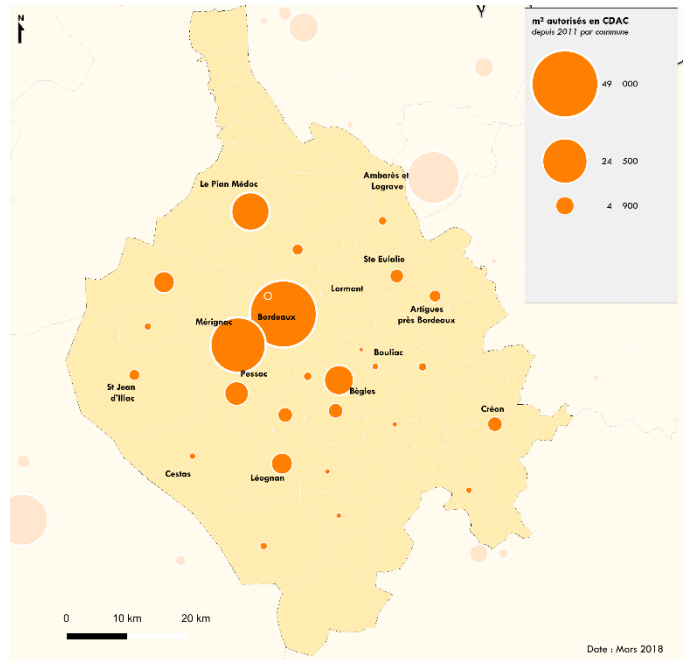 N
m² autorisés en CDAC
depuis 2011 par commune
49 000
24 500
4 900
Le Pian Médoc
Ambarès et
Lagrave
Ste Eulalie
Lormont
Artigues
près Bordeaux
Bordeaux
Mérignac
Bouliac
Pessac
Bègles
St Jean
d'Illac
Créon
Cestas
Léognan
0 10 km 20 km
Date : Mars 2018